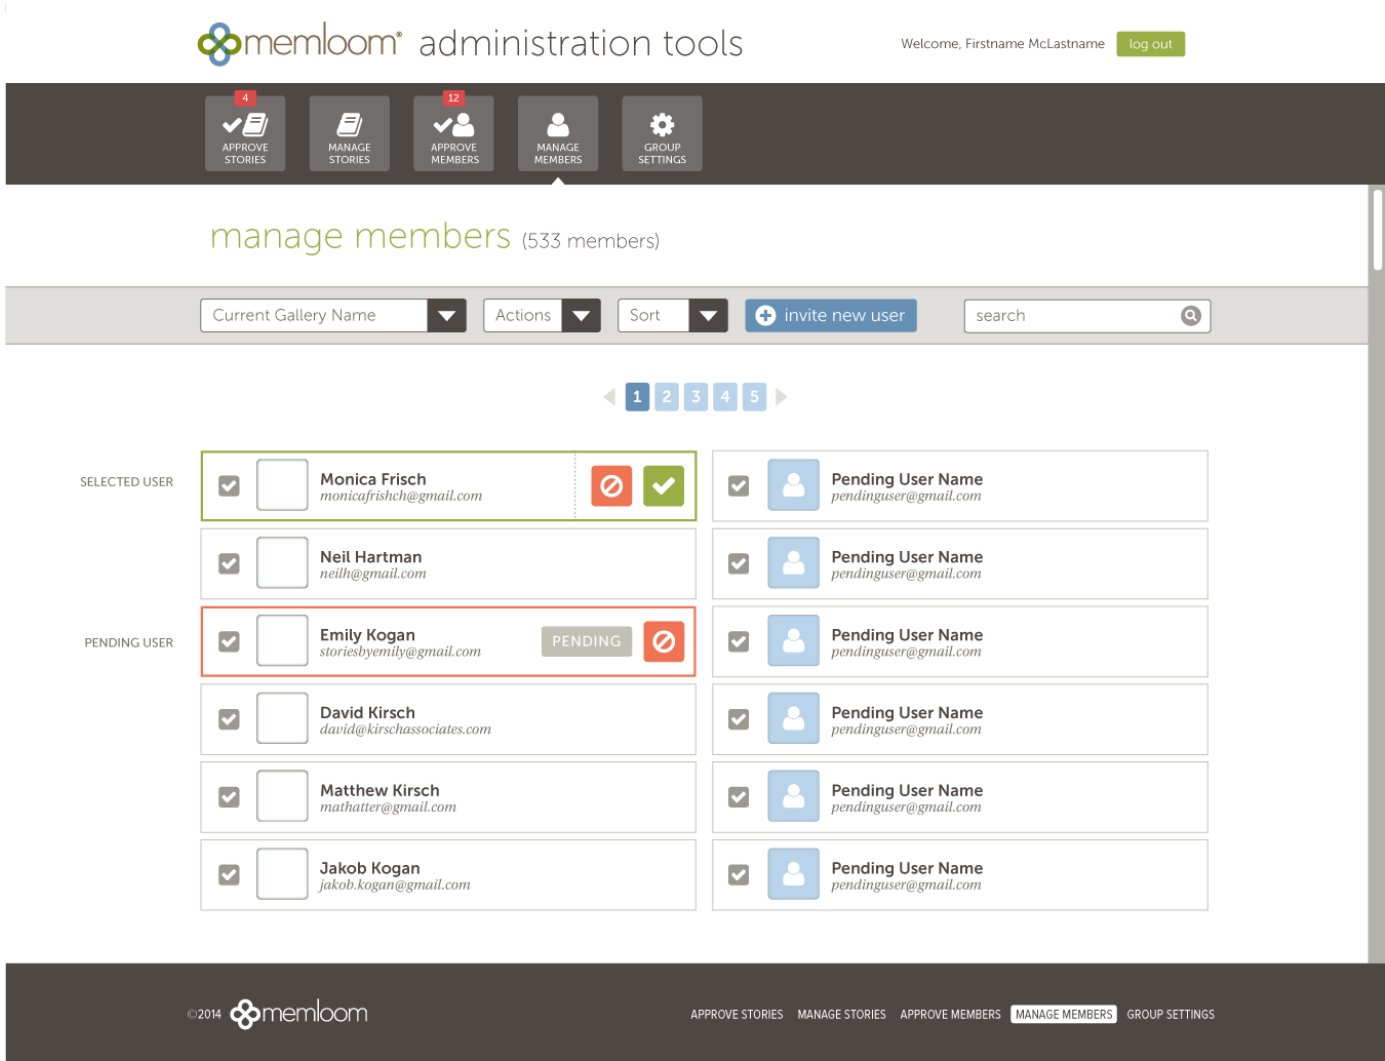 memloom® administration tools
Welcome, Firstname McLastname
log out
4
APPROVE
STORIES
MANAGE
STORIES
12
APPROVE
MEMBERS
MANAGE
MEMBERS
GROUP
SETTINGS
manage members (533 members)
Current Gallery Name
Actions
Sort
invite new user
search
1 2 3 4 5
SELECTED USER
Monica Frisch
monicafrishch@gmail.com
Pending User Name
pendinguser@gmail.com
Neil Hartman
neilh@gmail.com
Pending User Name
pendinguser@gmail.com
PENDING USER
Emily Kogan
storiesbyemily@gmail.com
PENDING
Pending User Name
pendinguser@gmail.com
David Kirsch
david@kirschassociates.com
Pending User Name
pendinguser@gmail.com
Matthew Kirsch
mathatter@gmail.com
Pending User Name
pendinguser@gmail.com
Jakob Kogan
jakob.kogan@gmail.com
Pending User Name
pendinguser@gmail.com
©2014 memloom
APPROVE STORIES MANAGE STORIES APPROVE MEMBERS MANAGE MEMBERS GROUP SETTINGS